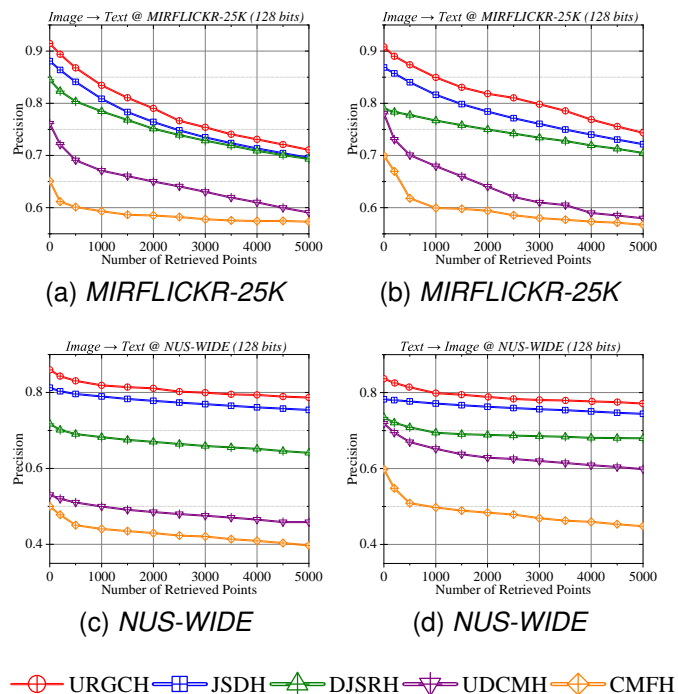 Image → Text @ MIRFLICKR-25K (128 bits)
Precision
0.9
0.8
0.7
0.6
0 1000 2000 3000 4000 5000
Number of Retrieved Points
(a) MIRFLICKR-25K
Image → Text @ MIRFLICKR-25K (128 bits)
Precision
0.9
0.8
0.7
0.6
0 1000 2000 3000 4000 5000
Number of Retrieved Points
(b) MIRFLICKR-25K
Image → Text @ NUS-WIDE (128 bits)
Precision
0.8
0.6
0.4
0 1000 2000 3000 4000 5000
Number of Retrieved Points
(c) NUS-WIDE
Text → Image @ NUS-WIDE (128 bits)
Precision
0.8
0.6
0.4
0 1000 2000 3000 4000 5000
Number of Retrieved Points
(d) NUS-WIDE
URGCH JSDH DJSRH UDCMH CMFH